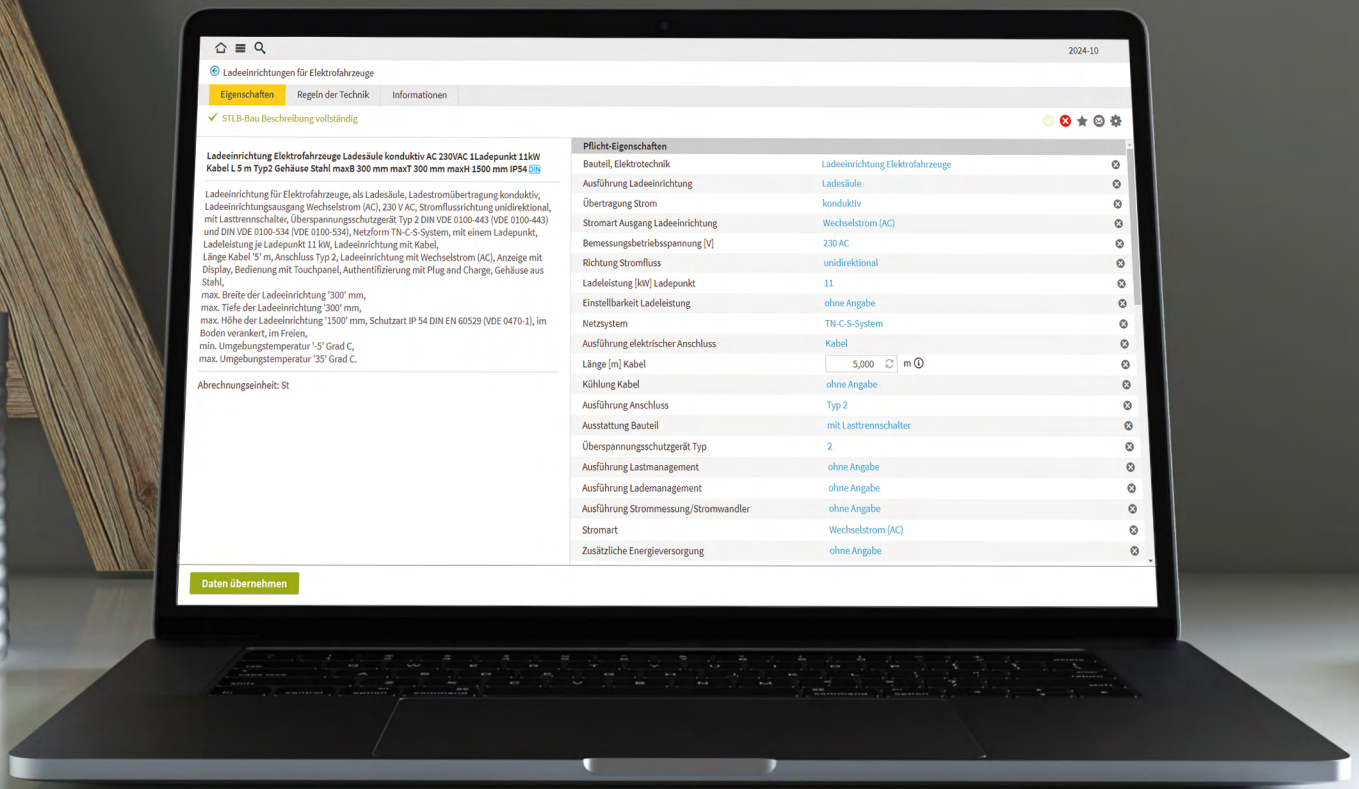 2024-10
Ladeeinrichtungen für Elektrofahrzeuge
Eigenschaften
Regeln der Technik
Informationen
STLB-Bau Beschreibung vollständig
Ladeeinrichtung Elektrofahrzeuge Ladesäule konduktiv AC 230VAC 1Ladepunkt 11kW
Kabel L 5 m Typ2 Gehäuse Stahl maxB 300 mm maxT 300 mm maxH 1500 mm IP54 DIN
Ladeeinrichtung für Elektrofahrzeuge, als Ladesäule, Ladestromübertragung konduktiv,
Ladeeinrichtungsausgang Wechselstrom (AC), 230 V AC, Stromflussrichtung unidirektional,
mit Lasttrennschalter, Überspannungsschutzgerät Typ 2 DIN VDE 0100-443 (VDE 0100-443)
und DIN VDE 0100-534 (VDE 0100-534), Netzform TN-C-S-System, mit einem Ladepunkt,
Ladeleistung je Ladepunkt 11 kW, Ladeeinrichtung mit Kabel,
Länge Kabel '5' m, Anschluss Typ 2, Ladeeinrichtung mit Wechselstrom (AC), Anzeige mit
Display, Bedienung mit Touchpanel, Authentifizierung mit Plug and Charge, Gehäuse aus
Stahl,
max. Breite der Ladeeinrichtung '300' mm,
max. Tiefe der Ladeeinrichtung '300' mm,
max. Höhe der Ladeeinrichtung '1500' mm, Schutzart IP 54 DIN EN 60529 (VDE 0470-1), im
Boden verankert, im Freien,
min. Umgebungstemperatur '-5' Grad C,
max. Umgebungstemperatur '35' Grad C.
Abrechnungseinheit: St
Pflicht-Eigenschaften
Bauteil, Elektrotechnik Ladeeinrichtung Elektrofahrzeuge
Ausführung Ladeeinrichtung Ladesäule
Übertragung Strom konduktiv
Stromart Ausgang Ladeeinrichtung Wechselstrom (AC)
Bemessungsbetriebsspannung [V] 230 AC
Richtung Stromfluss unidirektional
Ladeleistung [kW] Ladepunkt 11
Einstellbarkeit Ladeleistung ohne Angabe
Netzsystem TN-C-S-System
Ausführung elektrischer Anschluss Kabel
Länge [m] Kabel 5,000 m
Kühlung Kabel ohne Angabe
Ausführung Anschluss Typ 2
Ausstattung Bauteil mit Lasttrennschalter
Überspannungsschutzgerät Typ 2
Ausführung Lastmanagement ohne Angabe
Ausführung Lademanagement ohne Angabe
Ausführung Strommessung/Stromwandler ohne Angabe
Stromart Wechselstrom (AC)
Zusätzliche Energieversorgung ohne Angabe
Daten übernehmen